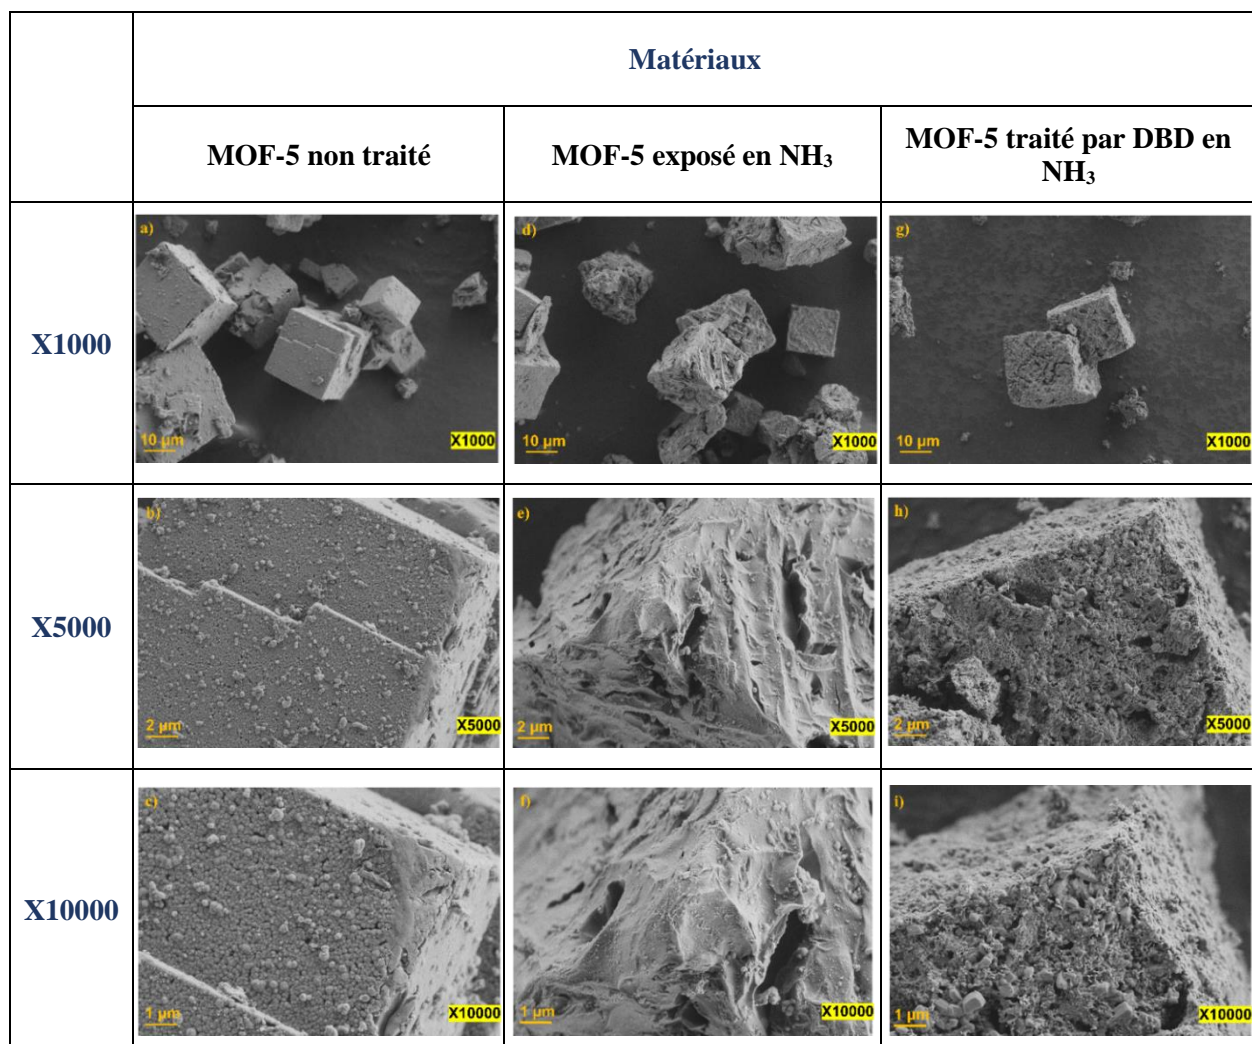 Matériaux
MOF-5 non traité
MOF-5 exposé en NH₃
MOF-5 traité par DBD en
NH₃
X1000
a)
10 µm
X1000
d)
10 µm
X1000
g)
10 µm
X1000
X5000
b)
2 µm
X5000
e)
2 µm
X5000
h)
2 µm
X5000
X10000
c)
1 µm
X10000
f)
1 µm
X10000
i)
1 µm
X10000